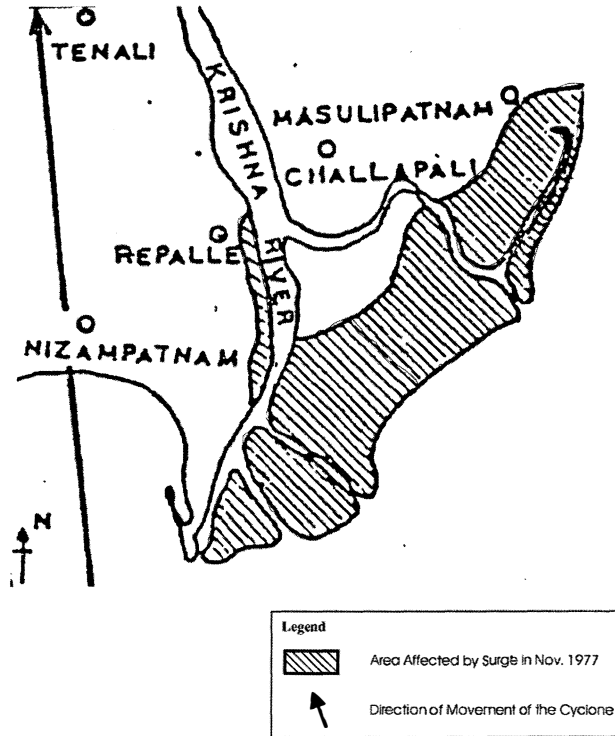 TENALI
KRISHNA
RIVER
MASULIPATNAM
CHALLAPALI
REPALLE
NIZAMPATNAM
N
Legend
Area Affected by Surge in Nov. 1977
Direction of Movement of the Cyclone